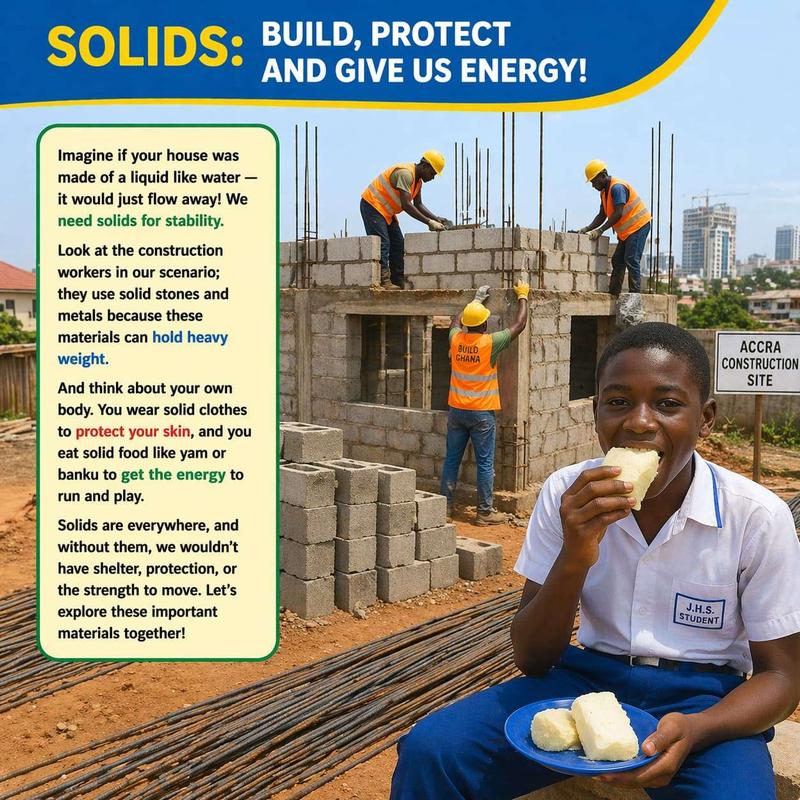 SOLIDS: BUILD, PROTECT
AND GIVE US ENERGY!
Imagine if your house was
made of a liquid like water —
it would just flow away! We
need solids for stability.
Look at the construction
workers in our scenario;
they use solid stones and
metals because these
materials can hold heavy
weight.
And think about your own
body. You wear solid clothes
to protect your skin, and you
eat solid food like yam or
banku to get the energy to
run and play.
Solids are everywhere, and
without them, we wouldn't
have shelter, protection, or
the strength to move. Let's
explore these important
materials together!
BUILD
GHANA
ACCRA
CONSTRUCTION
SITE
J.H.S.
STUDENT